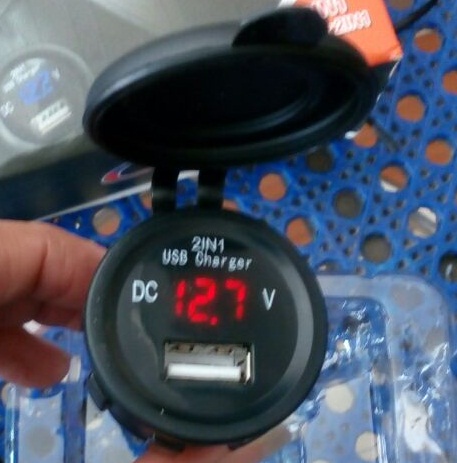 2IN1
USB Charger
DC 12.7 V